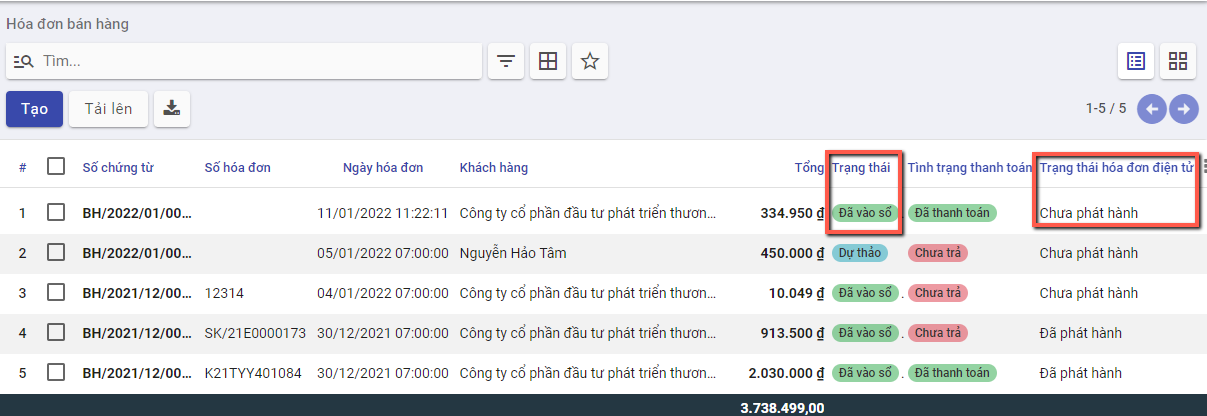 Hóa đơn bán hàng
Tìm...
Tạo Tải lên 1-5 / 5
# Số chứng từ Số hóa đơn Ngày hóa đơn Khách hàng Tổng Trạng thái Tình trạng thanh toán Trạng thái hóa đơn điện tử
1 BH/2022/01/00... 11/01/2022 11:22:11 Công ty cổ phần đầu tư phát triển thươn... 334.950 ₫ Đã vào sổ . Đã thanh toán Chưa phát hành
2 BH/2022/01/00... 05/01/2022 07:00:00 Nguyễn Hảo Tâm 450.000 ₫ Dự thảo Chưa trả Chưa phát hành
3 BH/2021/12/00... 12314 04/01/2022 07:00:00 Công ty cổ phần đầu tư phát triển thươn... 10.049 ₫ Đã vào sổ . Chưa trả Chưa phát hành
4 BH/2021/12/00... SK/21E0000173 30/12/2021 07:00:00 Công ty cổ phần đầu tư phát triển thươn... 913.500 ₫ Đã vào sổ . Chưa trả Đã phát hành
5 BH/2021/12/00... K21TYY401084 30/12/2021 07:00:00 Công ty cổ phần đầu tư phát triển thươn... 2.030.000 ₫ Đã vào sổ . Đã thanh toán Đã phát hành
3.738.499,00